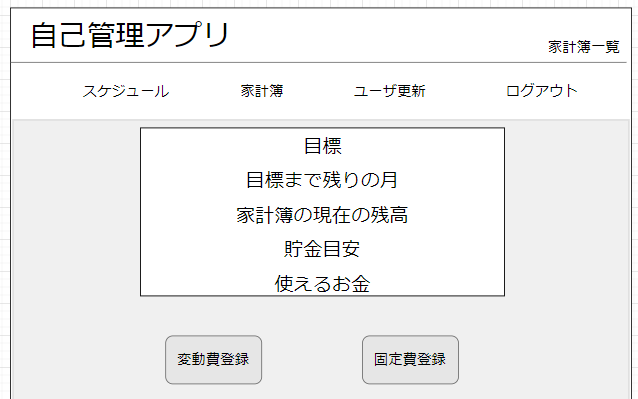 自己管理アプリ
家計簿一覧
スケジュール 家計簿 ユーザ更新 ログアウト
目標
目標まで残りの月
家計簿の現在の残高
貯金目安
使えるお金
変動費登録 固定費登録